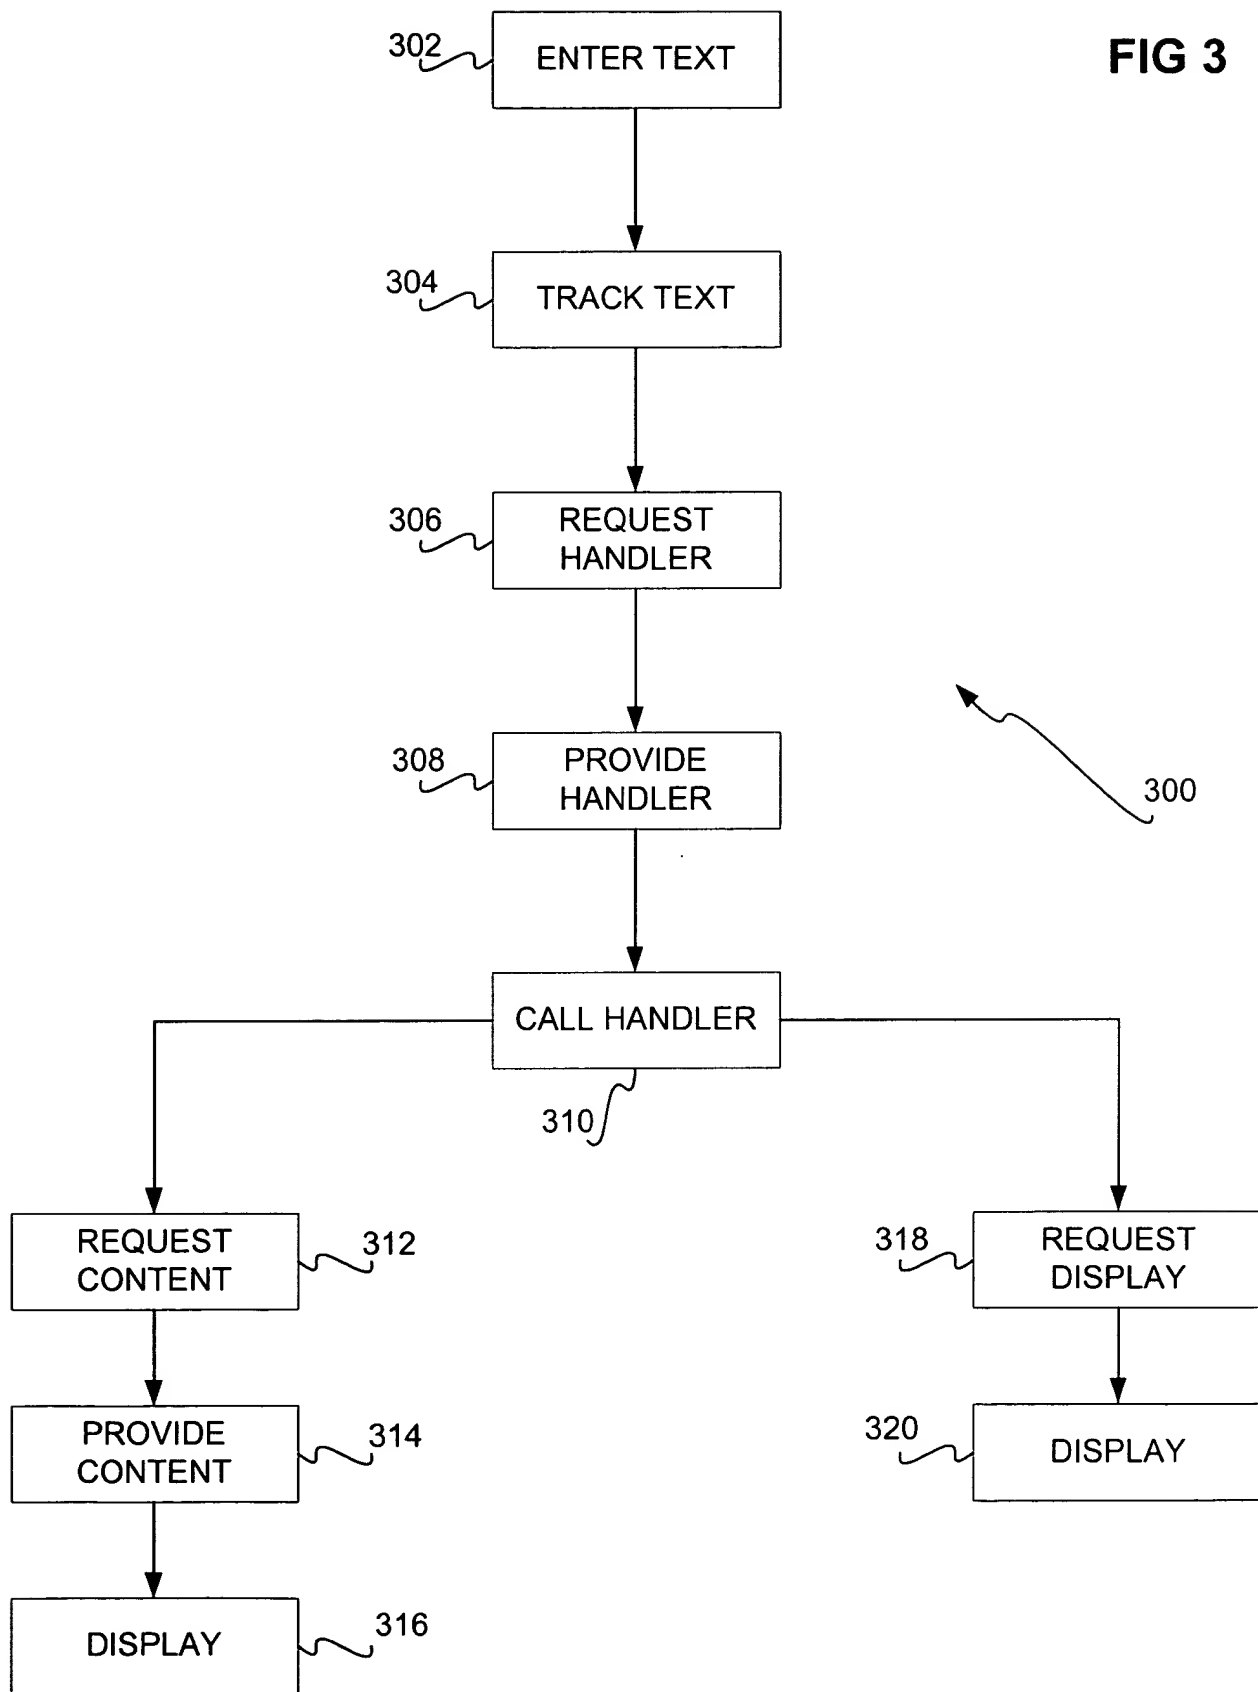 FIG 3
302
ENTER TEXT
304
TRACK TEXT
306
REQUEST
HANDLER
308
PROVIDE
HANDLER
300
CALL HANDLER
310
REQUEST
CONTENT
312
318
REQUEST
DISPLAY
PROVIDE
CONTENT
314
320
DISPLAY
DISPLAY
316